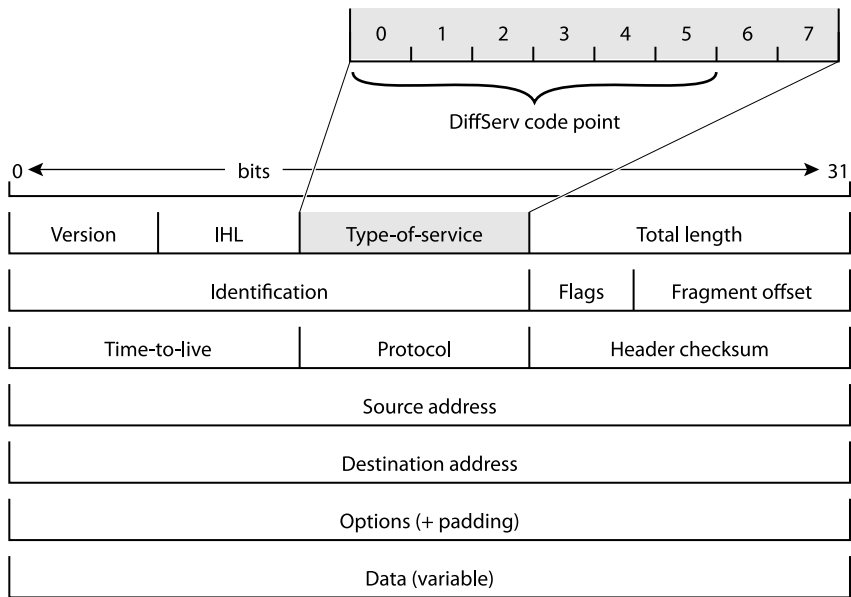 0 1 2 3 4 5 6 7
DiffServ code point
0 bits 31
Version IHL Type-of-service Total length
Identification Flags Fragment offset
Time-to-live Protocol Header checksum
Source address
Destination address
Options (+ padding)
Data (variable)